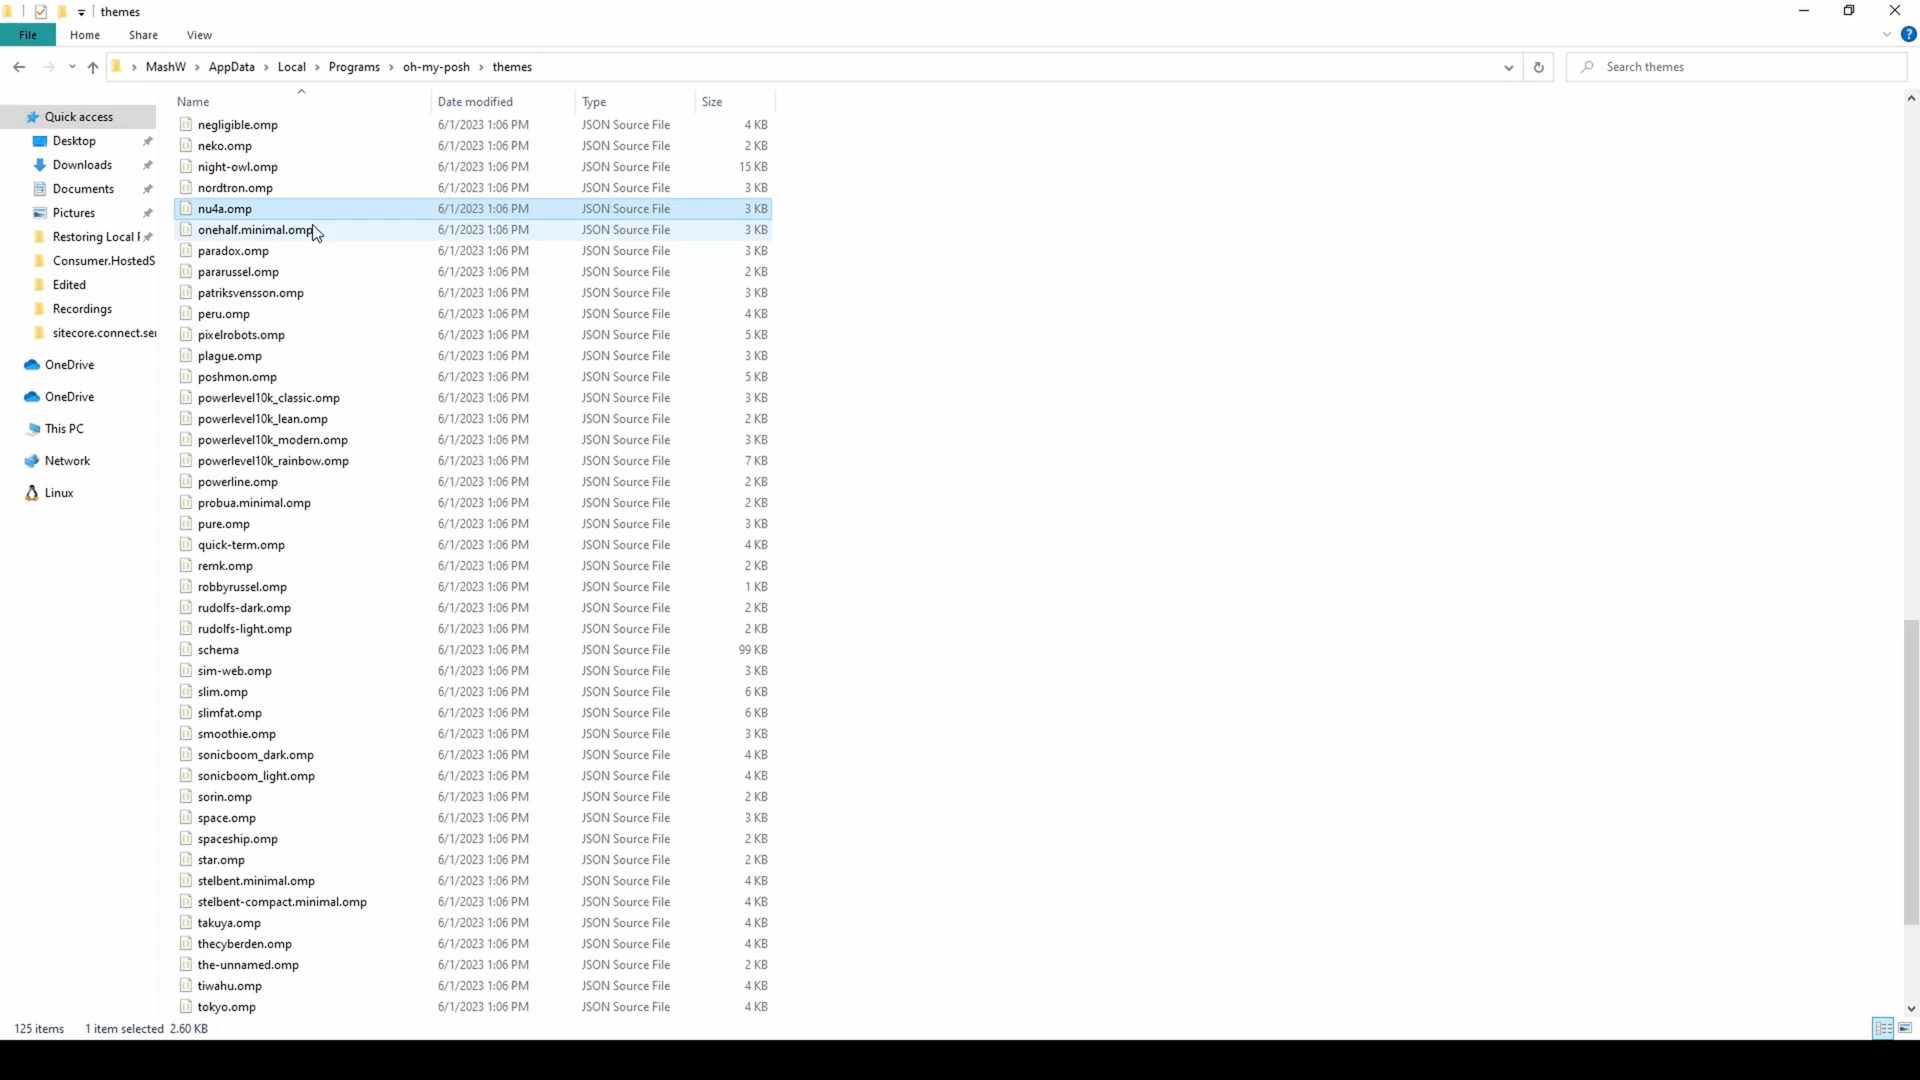 themes
File Home Share View
MashW AppData Local Programs oh-my-posh themes
Search themes
Quick access
Desktop
Downloads
Documents
Pictures
Restoring Local
Consumer.HostedS
Edited
Recordings
sitecore.connect.ser
OneDrive
OneDrive
This PC
Network
Linux
Name Date modified Type Size
negligible.omp 6/1/2023 1:06 PM JSON Source File 4 KB
neko.omp 6/1/2023 1:06 PM JSON Source File 2 KB
night-owl.omp 6/1/2023 1:06 PM JSON Source File 15 KB
nordtron.omp 6/1/2023 1:06 PM JSON Source File 3 KB
nu4a.omp 6/1/2023 1:06 PM JSON Source File 3 KB
onehalf.minimal.omp 6/1/2023 1:06 PM JSON Source File 3 KB
paradox.omp 6/1/2023 1:06 PM JSON Source File 3 KB
pararussel.omp 6/1/2023 1:06 PM JSON Source File 2 KB
patriksvensson.omp 6/1/2023 1:06 PM JSON Source File 3 KB
peru.omp 6/1/2023 1:06 PM JSON Source File 4 KB
pixelrobots.omp 6/1/2023 1:06 PM JSON Source File 5 KB
plague.omp 6/1/2023 1:06 PM JSON Source File 3 KB
poshmon.omp 6/1/2023 1:06 PM JSON Source File 5 KB
powerlevel10k_classic.omp 6/1/2023 1:06 PM JSON Source File 3 KB
powerlevel10k_lean.omp 6/1/2023 1:06 PM JSON Source File 2 KB
powerlevel10k_modern.omp 6/1/2023 1:06 PM JSON Source File 3 KB
powerlevel10k_rainbow.omp 6/1/2023 1:06 PM JSON Source File 7 KB
powerline.omp 6/1/2023 1:06 PM JSON Source File 2 KB
probua.minimal.omp 6/1/2023 1:06 PM JSON Source File 2 KB
pure.omp 6/1/2023 1:06 PM JSON Source File 3 KB
quick-term.omp 6/1/2023 1:06 PM JSON Source File 4 KB
remk.omp 6/1/2023 1:06 PM JSON Source File 2 KB
robbyrussel.omp 6/1/2023 1:06 PM JSON Source File 1 KB
rudolfs-dark.omp 6/1/2023 1:06 PM JSON Source File 2 KB
rudolfs-light.omp 6/1/2023 1:06 PM JSON Source File 2 KB
schema 6/1/2023 1:06 PM JSON Source File 99 KB
sim-web.omp 6/1/2023 1:06 PM JSON Source File 3 KB
slim.omp 6/1/2023 1:06 PM JSON Source File 6 KB
slimfat.omp 6/1/2023 1:06 PM JSON Source File 6 KB
smoothie.omp 6/1/2023 1:06 PM JSON Source File 3 KB
sonicboom_dark.omp 6/1/2023 1:06 PM JSON Source File 4 KB
sonicboom_light.omp 6/1/2023 1:06 PM JSON Source File 4 KB
sorin.omp 6/1/2023 1:06 PM JSON Source File 2 KB
space.omp 6/1/2023 1:06 PM JSON Source File 3 KB
spaceship.omp 6/1/2023 1:06 PM JSON Source File 2 KB
star.omp 6/1/2023 1:06 PM JSON Source File 2 KB
stelbent.minimal.omp 6/1/2023 1:06 PM JSON Source File 4 KB
stelbent-compact.minimal.omp 6/1/2023 1:06 PM JSON Source File 4 KB
takuya.omp 6/1/2023 1:06 PM JSON Source File 4 KB
thecyberden.omp 6/1/2023 1:06 PM JSON Source File 4 KB
the-unnamed.omp 6/1/2023 1:06 PM JSON Source File 2 KB
tiwahu.omp 6/1/2023 1:06 PM JSON Source File 4 KB
tokyo.omp 6/1/2023 1:06 PM JSON Source File 4 KB
125 items 1 item selected 2.60 KB